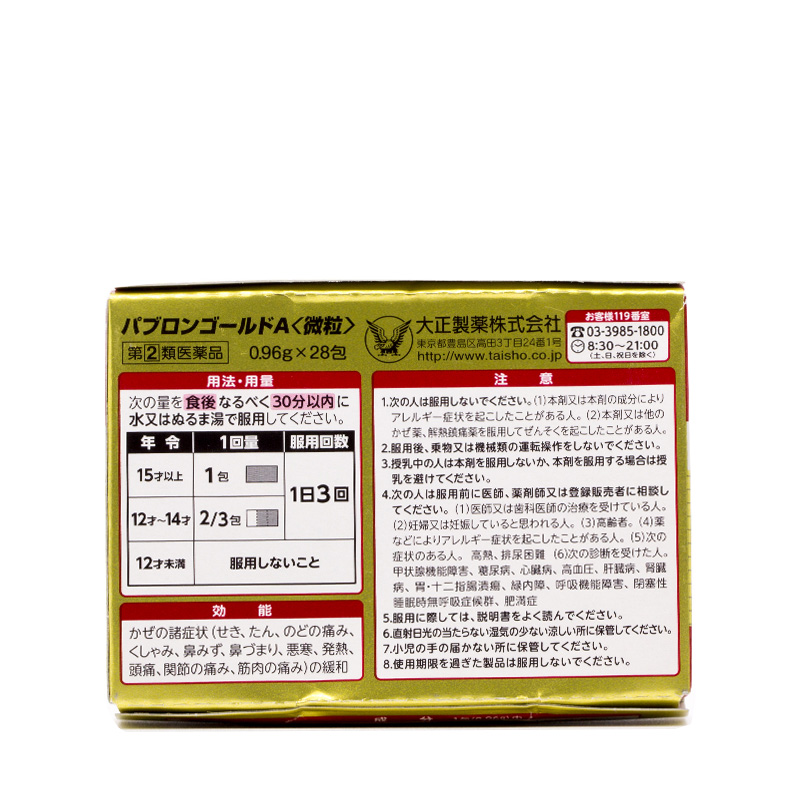 パブロンゴールドA〈微粒〉
指定②類医薬品 0.96g×28包
大正製薬株式会社
東京都豊島区高田3丁目24番1号
http://www.taisho.co.jp
お客様119番室
03-3985-1800
8:30〜21:00
(土、日、祝日を除く)
用法・用量
次の量を食後なるべく30分以内に
水又はぬるま湯で服用してください。
年令 1回量 服用回数
15才以上 1包 1日3回
12才〜14才 2/3包
12才未満 服用しないこと
効能
かぜの諸症状(せき、たん、のどの痛み、
くしゃみ、鼻みず、鼻づまり、悪寒、発熱、
頭痛、関節の痛み、筋肉の痛み)の緩和
注意
1.次の人は服用しないでください。(1)本剤又は本剤の成分により
アレルギー症状を起こしたことがある人。(2)本剤又は他の
かぜ薬、解熱鎮痛薬を服用してぜんそくを起こしたことがある人。
2.服用後、乗物又は機械類の運転操作をしないでください。
3.授乳中の人は本剤を服用しないか、本剤を服用する場合は授
乳を避けてください。
4.次の人は服用前に医師、薬剤師又は登録販売者に相談し
てください。(1)医師又は歯科医師の治療を受けている人。
(2)妊婦又は妊娠していると思われる人。(3)高齢者。(4)薬
などによりアレルギー症状を起こしたことがある人。(5)次の
症状のある人。 高熱、排尿困難 (6)次の診断を受けた人。
甲状腺機能障害、糖尿病、心臓病、高血圧、肝臓病、腎臓
病、胃・十二指腸潰瘍、緑内障、呼吸機能障害、閉塞性
睡眠時無呼吸症候群、肥満症
5.服用に際しては、説明書をよく読んでください。
6.直射日光の当たらない湿気の少ない涼しい所に保管してください。
7.小児の手の届かない所に保管してください。
8.使用期限を過ぎた製品は服用しないでください。
成分